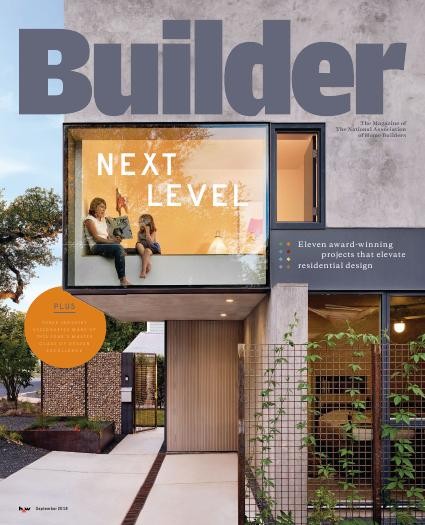 Builder
The Magazine of
The National Association
of Home Builders
NEXT
LEVEL
Eleven award-winning
projects that elevate
residential design
PLUS
September 2018